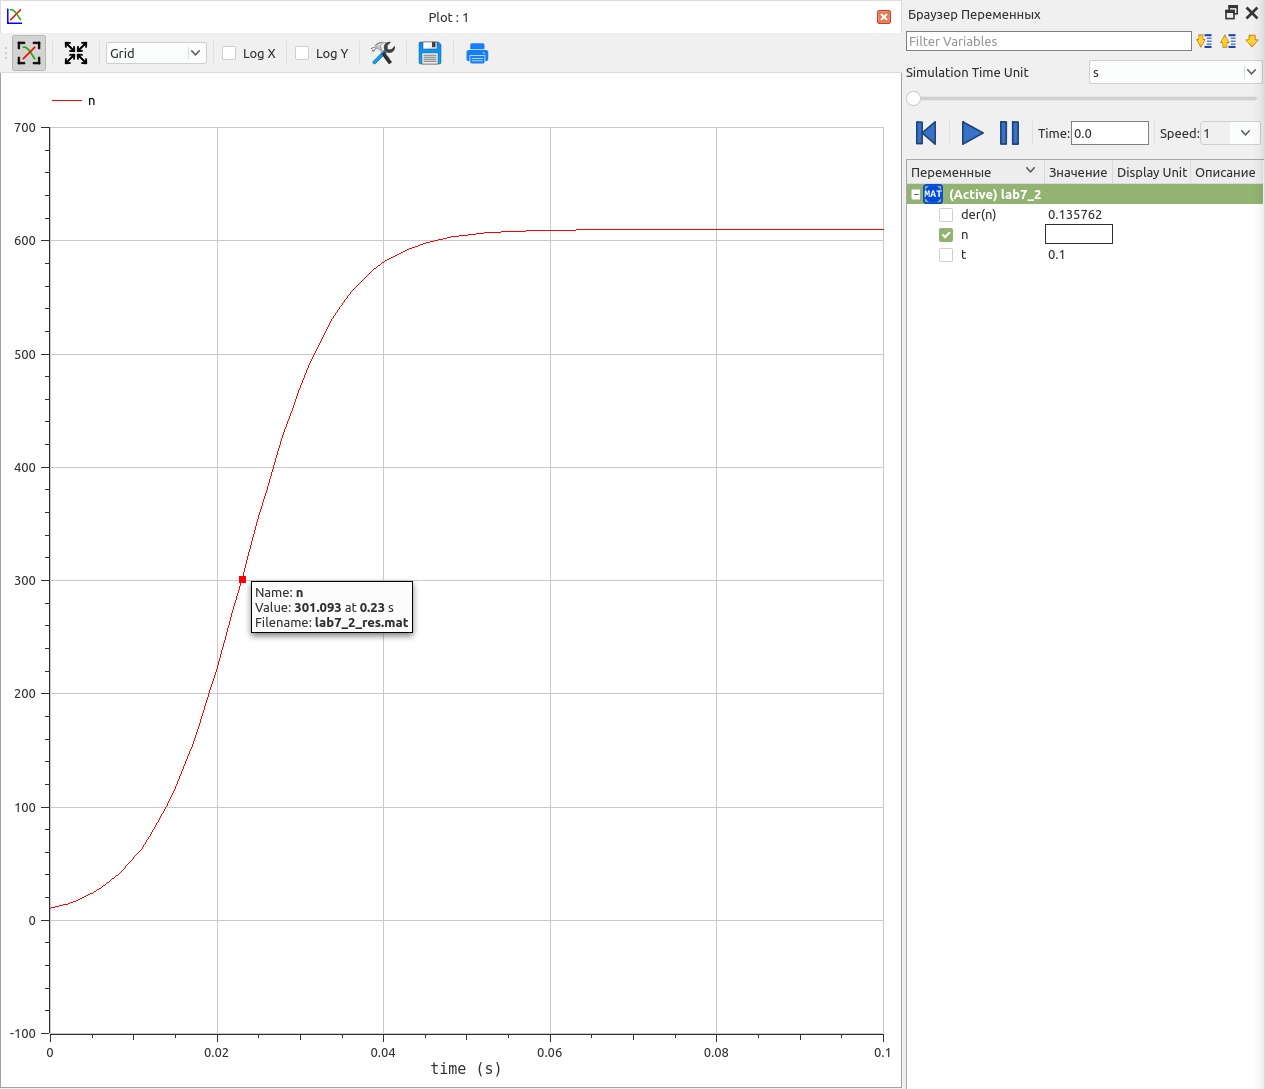 Plot : 1
Grid
Log X
Log Y
n
700
600
500
400
300
200
100
0
-100
Name: n
Value: 301.093 at 0.23 s
Filename: lab7_2_res.mat
0
0.02
0.04
0.06
0.08
0.1
time (s)
Браузер Переменных
Filter Variables
Simulation Time Unit
s
Time: 0.0
Speed: 1
Переменные Значение Display Unit Описание
MAT (Active) lab7_2
der(n) 0.135762
n
t 0.1